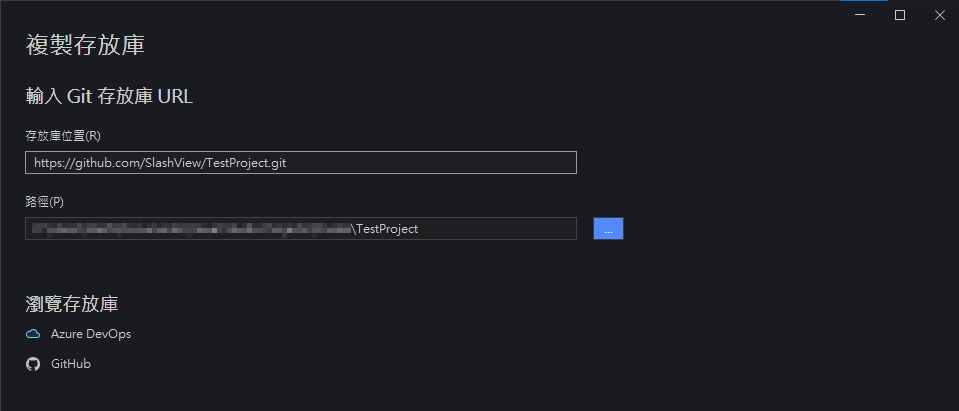 複製存放庫
輸入 Git 存放庫 URL
存放庫位置(R)
https://github.com/SlashView/TestProject.git
路徑(P)
\TestProject
...
瀏覽存放庫
Azure DevOps
GitHub